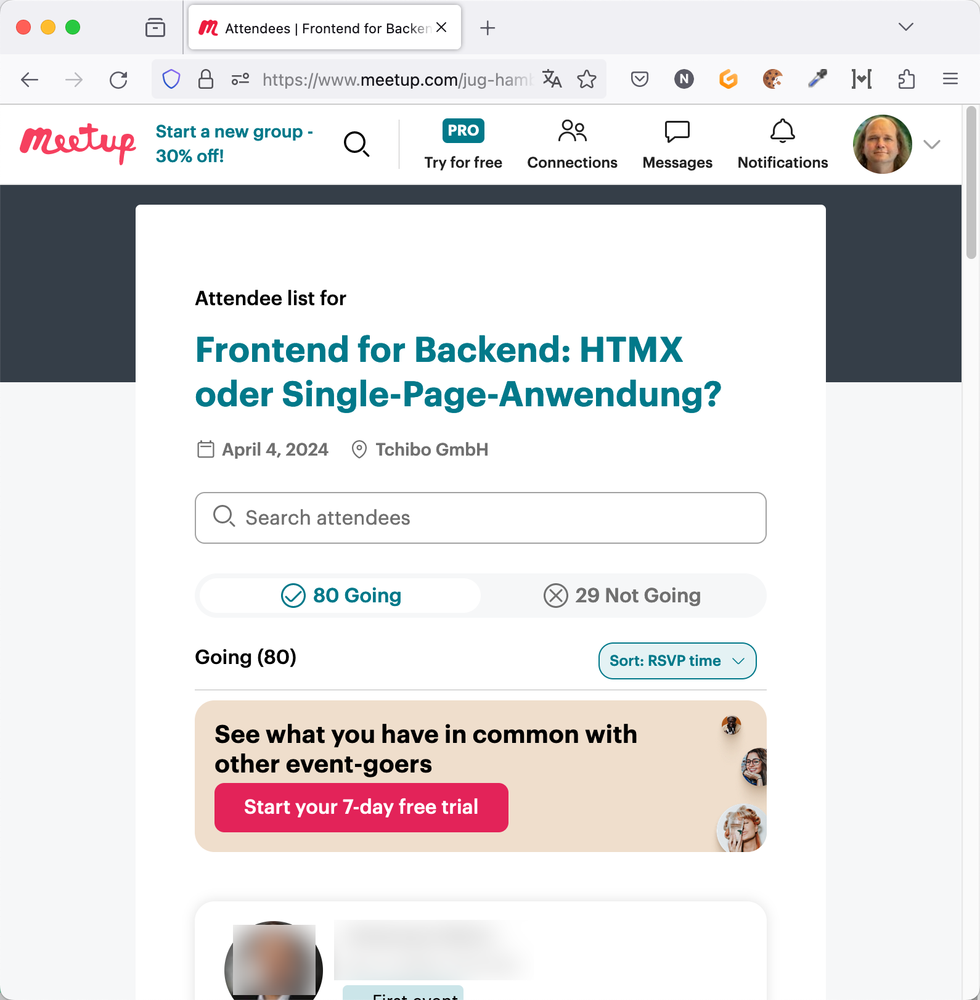 Attendees | Frontend for Backen
https://www.meetup.com/jug-hamb
N
meetup
Start a new group -
30% off!
PRO
Try for free
Connections
Messages
Notifications
Attendee list for
Frontend for Backend: HTMX
oder Single-Page-Anwendung?
April 4, 2024
Tchibo GmbH
Search attendees
80 Going
29 Not Going
Going (80)
Sort: RSVP time
See what you have in common with
other event-goers
Start your 7-day free trial
First event